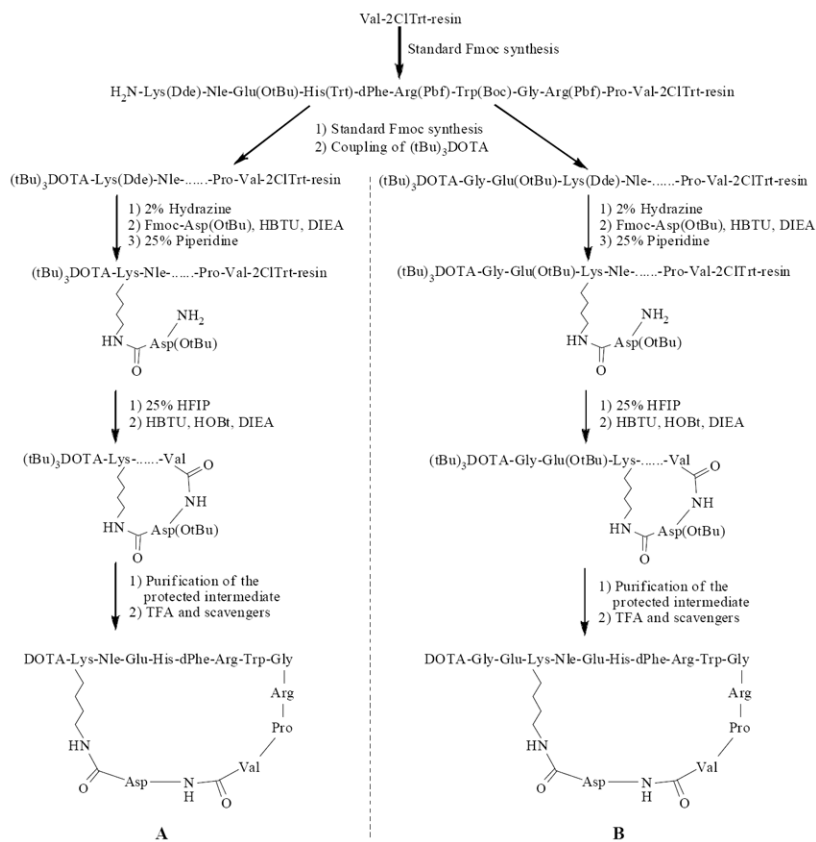 Val-2ClTrt-resin
Standard Fmoc synthesis
H2N-Lys(Dde)-Nle-Glu(OtBu)-His(Trt)-dPhe-Arg(Pbf)-Trp(Boc)-Gly-Arg(Pbf)-Pro-Val-2ClTrt-resin
1) Standard Fmoc synthesis
2) Coupling of (tBu)3DOTA
(tBu)3DOTA-Lys(Dde)-Nle-......-Pro-Val-2ClTrt-resin
1) 2% Hydrazine
2) Fmoc-Asp(OtBu), HBTU, DIEA
3) 25% Piperidine
(tBu)3DOTA-Lys-Nle-......-Pro-Val-2ClTrt-resin
NH2
HN
Asp(OtBu)
O
1) 25% HFIP
2) HBTU, HOBt, DIEA
(tBu)3DOTA-Lys-......-Val
O
NH
HN
Asp(OtBu)
O
1) Purification of the
protected intermediate
2) TFA and scavengers
DOTA-Lys-Nle-Glu-His-dPhe-Arg-Trp-Gly
Arg
Pro
HN
Val
Asp
N
H
O
O
A
(tBu)3DOTA-Gly-Glu(OtBu)-Lys(Dde)-Nle-......-Pro-Val-2ClTrt-resin
1) 2% Hydrazine
2) Fmoc-Asp(OtBu), HBTU, DIEA
3) 25% Piperidine
(tBu)3DOTA-Gly-Glu(OtBu)-Lys-Nle-......-Pro-Val-2ClTrt-resin
NH2
HN
Asp(OtBu)
O
1) 25% HFIP
2) HBTU, HOBt, DIEA
(tBu)3DOTA-Gly-Glu(OtBu)-Lys-......-Val
O
NH
HN
Asp(OtBu)
O
1) Purification of the
protected intermediate
2) TFA and scavengers
DOTA-Gly-Glu-Lys-Nle-Glu-His-dPhe-Arg-Trp-Gly
Arg
Pro
HN
Val
Asp
N
H
O
O
B